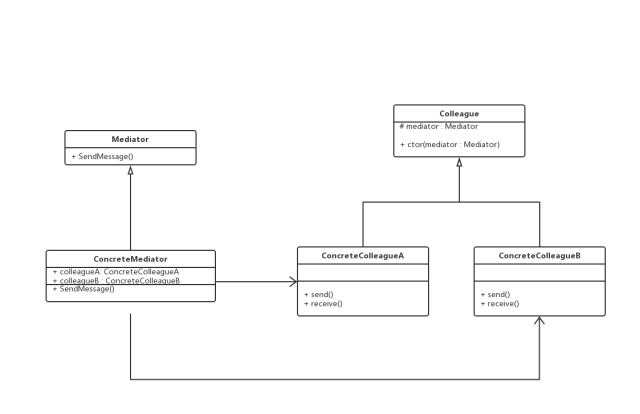 Colleague
# mediator : Mediator
+ ctor(mediator : Mediator)
Mediator
+ SendMessage()
ConcreteMediator
+ colleagueA: ConcreteColleagueA
+ colleagueB : ConcreteColleagueB
+ SendMessage()
ConcreteColleagueA
+ send()
+ receive()
ConcreteColleagueB
+ send()
+ receive()